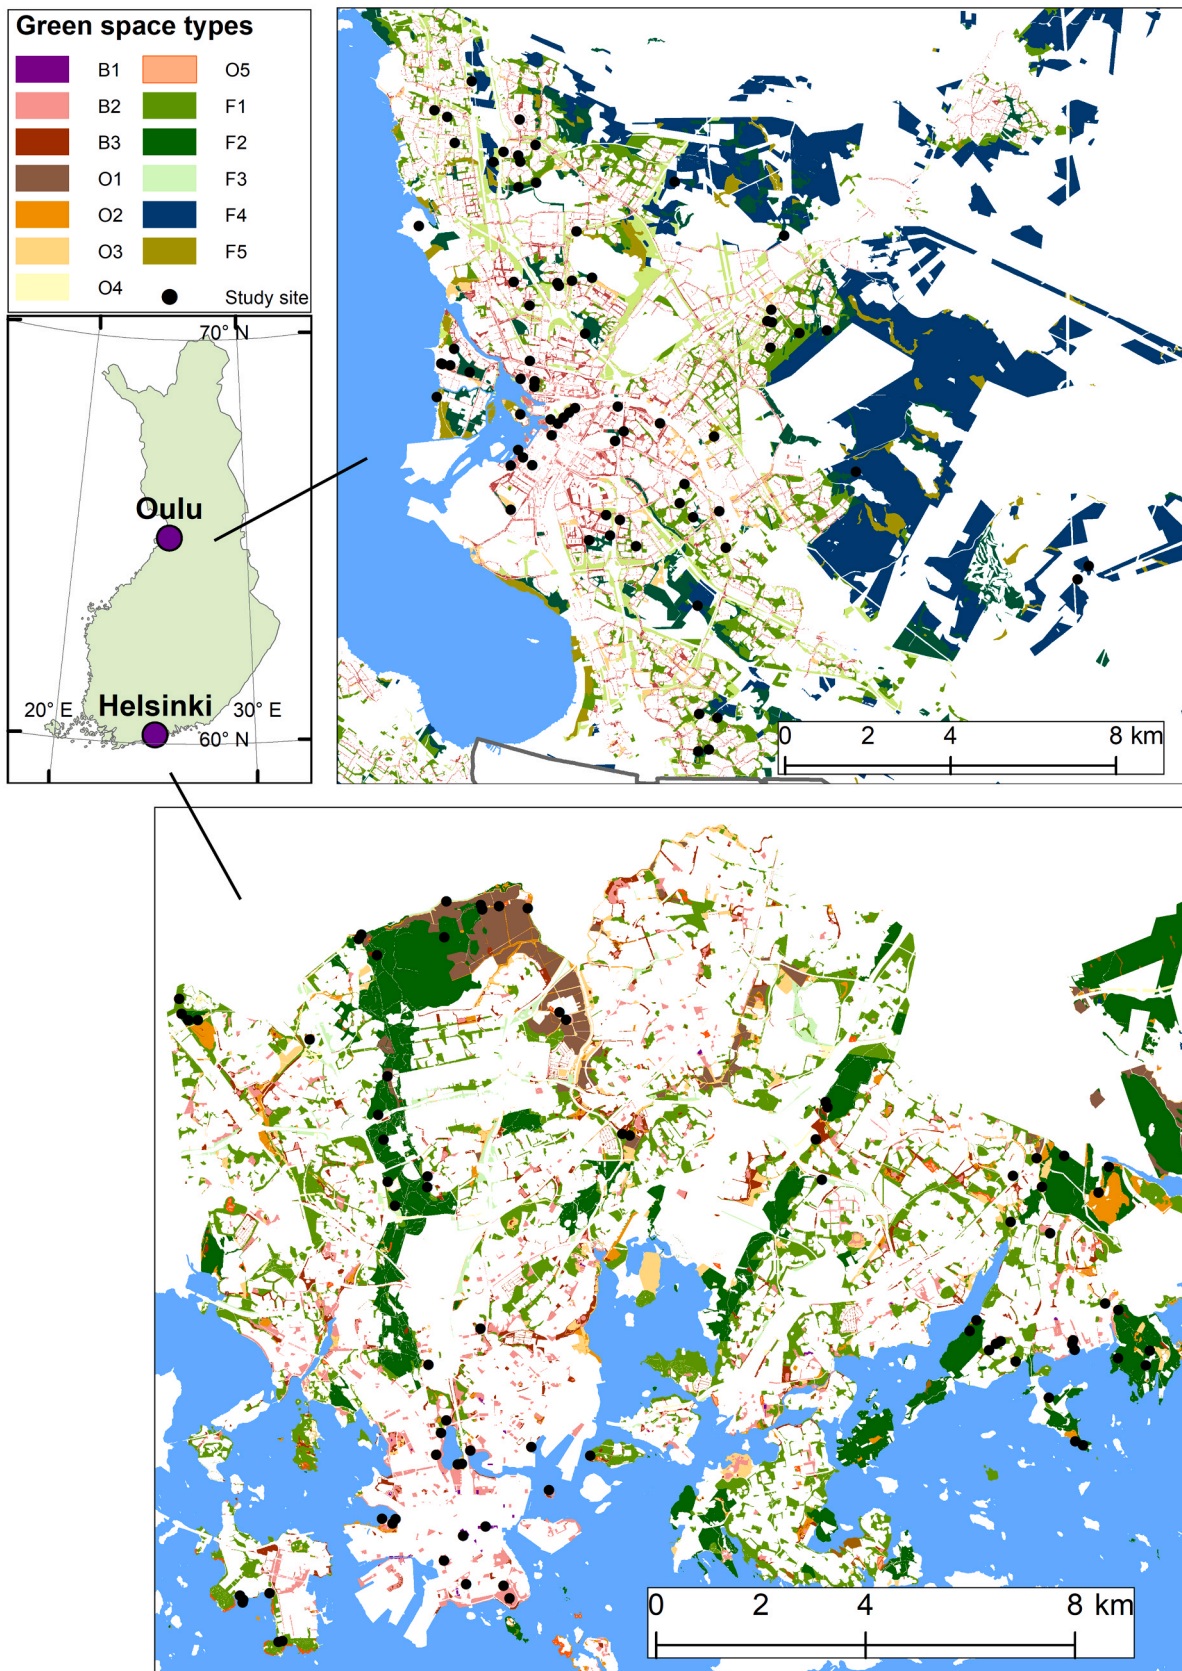 Green space types
B1 O5
B2 F1
B3 F2
O1 F3
O2 F4
O3 F5
O4 Study site
70° N
Oulu
Helsinki
20° E 30° E
60° N
0 2 4 8 km
0 2 4 8 km